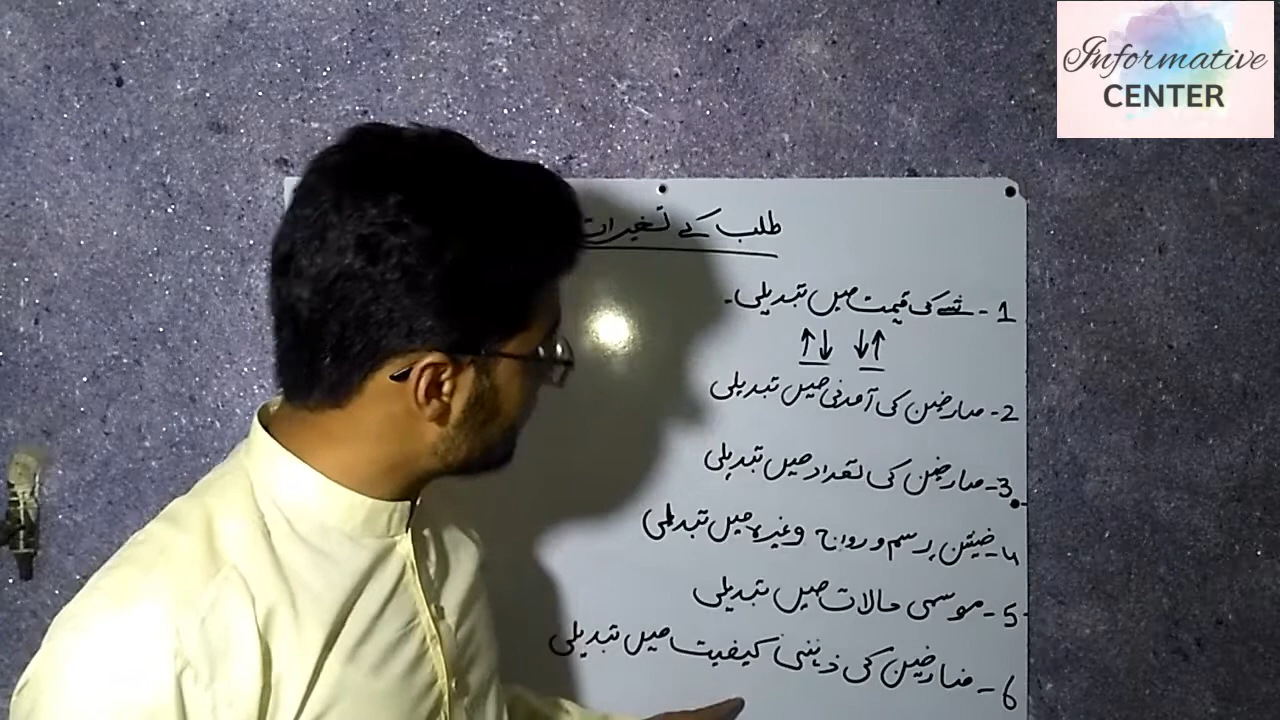 Informative
CENTER
طلب کے تغیرات
1 - شے کی قیمت میں تبدیلی۔
↑↓ ↓↑
2 - صارفین کی آمدنی میں تبدیلی
3 - صارفین کی تعداد میں تبدیلی
4 - فیشن، رسم و رواج وغیرہ میں تبدیلی
5 - موسمی حالات میں تبدیلی
6 - صارفین کی ذہنی کیفیت میں تبدیلی